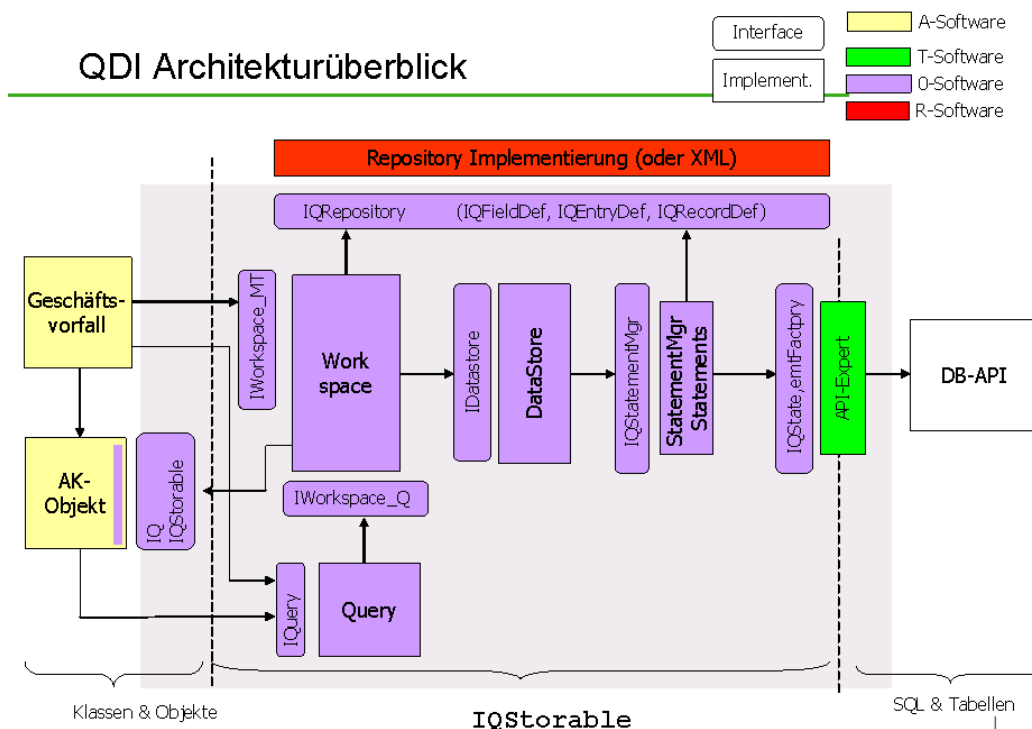 QDI Architekturüberblick
Interface
Implement.
A-Software
T-Software
0-Software
R-Software
Repository Implementierung (oder XML)
IQRepository (IQFieldDef, IQEntryDef, IQRecordDef)
Geschäfts-
vorfall
IWorkspace_MT
Work
space
IDatastore
DataStore
IQStatementMgr
StatementMgr
Statements
IQState,emtFactpry
API-Expert
DB-API
AK-
Objekt
IQ
IQStorable
IWorkspace_Q
IQuery
Query
Klassen & Objekte
IQStorable
SQL & Tabellen